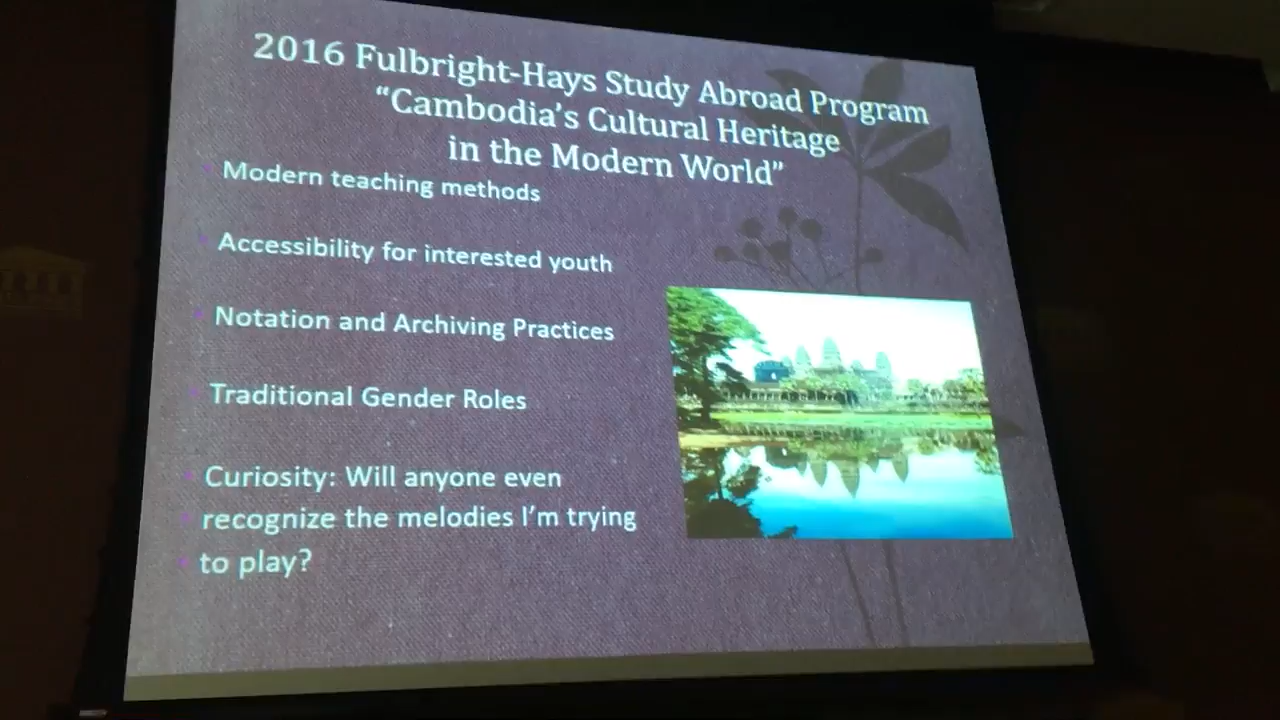 2016 Fulbright-Hays Study Abroad Program
“Cambodia’s Cultural Heritage
in the Modern World”
Modern teaching methods
Accessibility for interested youth
Notation and Archiving Practices
Traditional Gender Roles
Curiosity: Will anyone even
recognize the melodies I’m trying
to play?